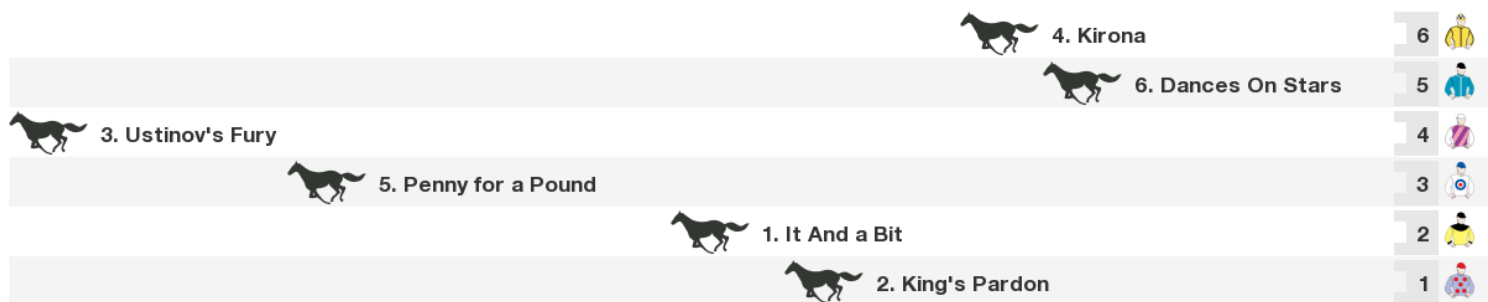 4. Kirona 6
6. Dances On Stars 5
3. Ustinov's Fury 4
5. Penny for a Pound 3
1. It And a Bit 2
2. King's Pardon 1